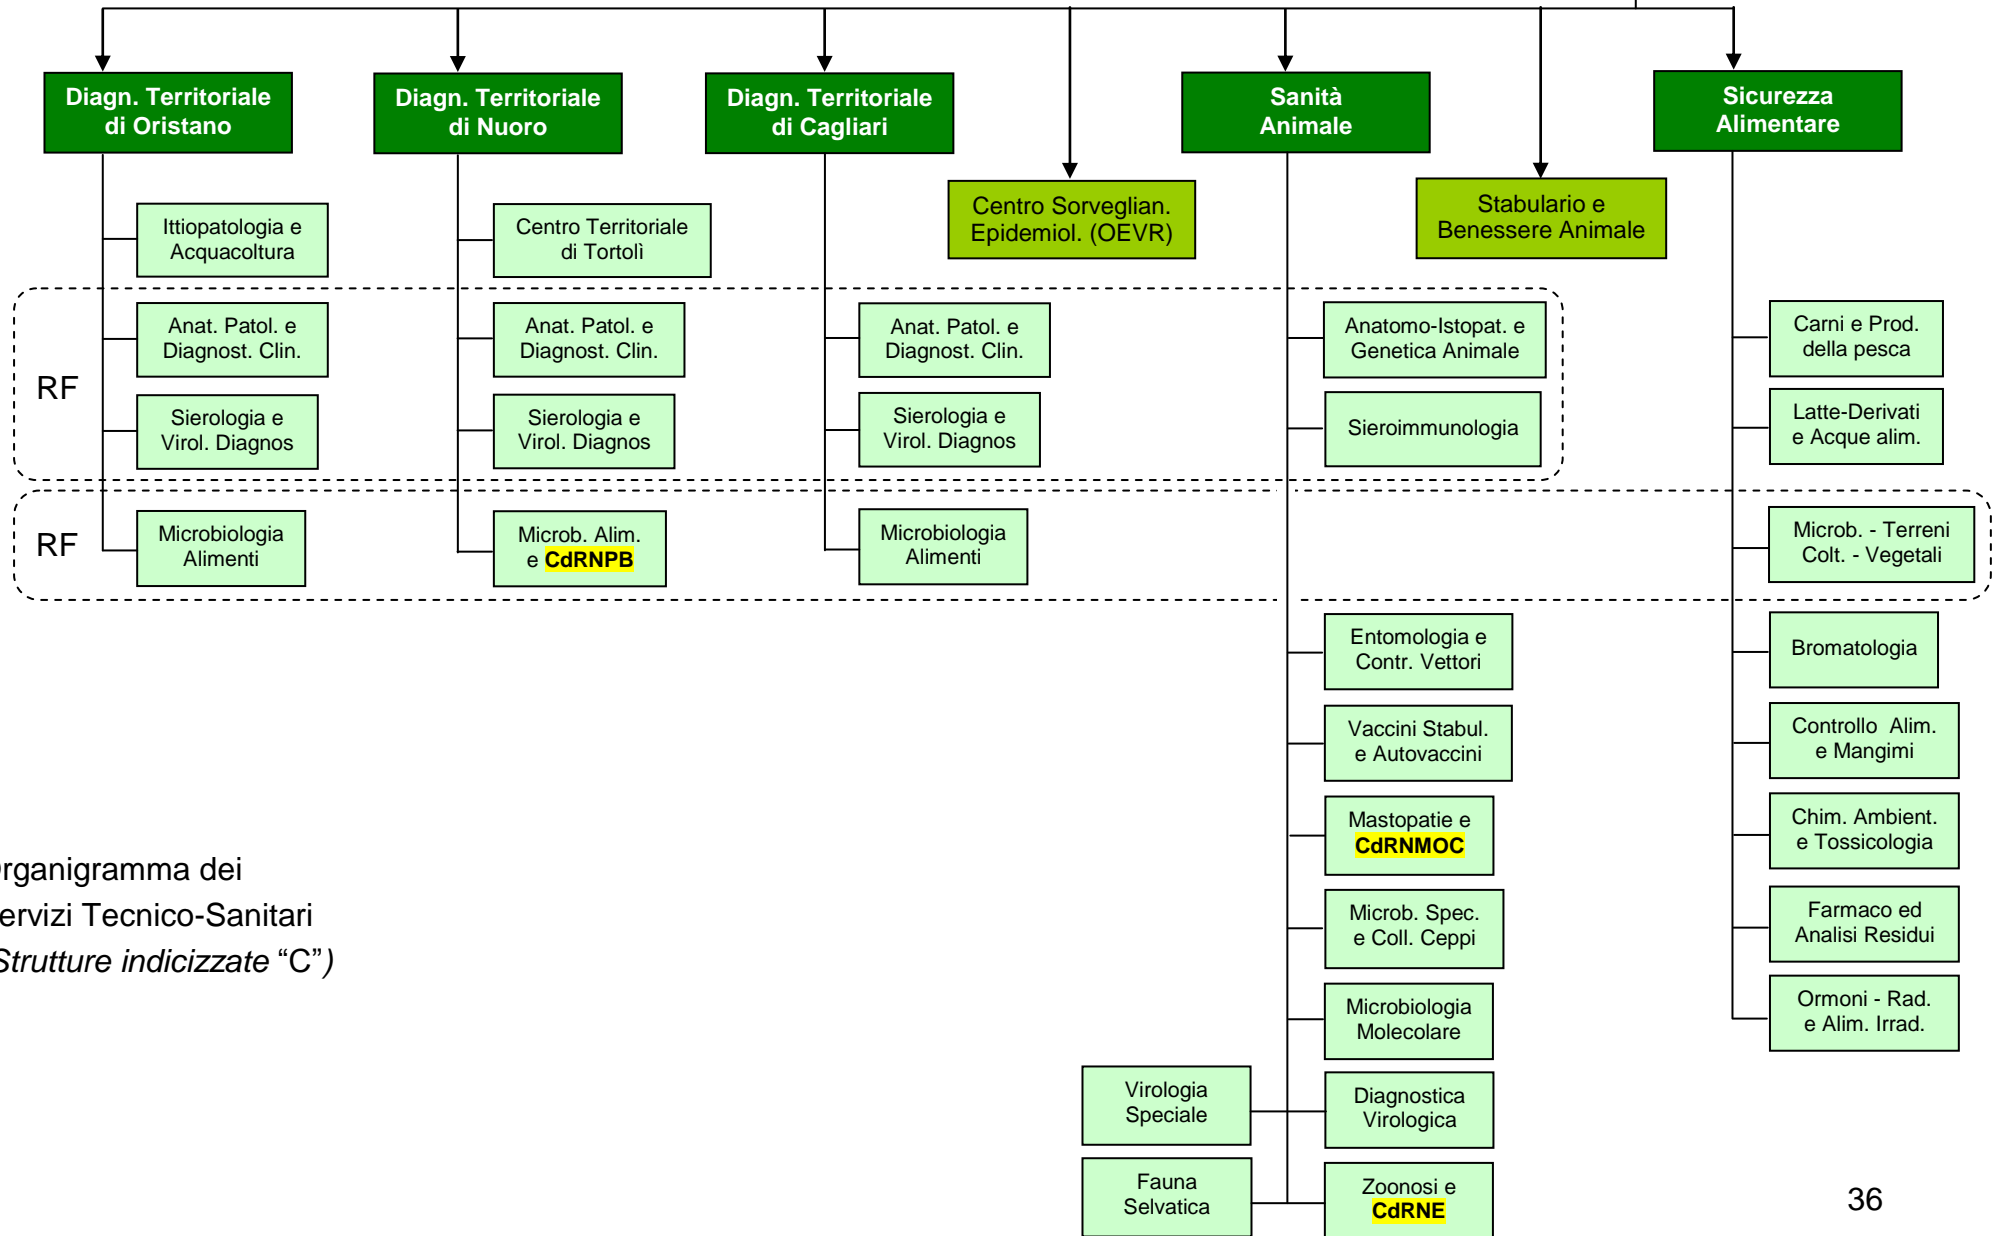 Diagn. Territoriale
di Oristano
Diagn. Territoriale
di Nuoro
Diagn. Territoriale
di Cagliari
Sanità
Animale
Sicurezza
Alimentare
Centro Sorveglian.
Epidemiol. (OEVR)
Stabulario e
Benessere Animale
Ittiopatologia e
Acquacoltura
Centro Territoriale
di Tortolì
RF
Anat. Patol. e
Diagnost. Clin.
Anat. Patol. e
Diagnost. Clin.
Anat. Patol. e
Diagnost. Clin.
Anatomo-Istopat. e
Genetica Animale
Carni e Prod.
della pesca
Sierologia e
Virol. Diagnos
Sierologia e
Virol. Diagnos
Sierologia e
Virol. Diagnos
Sieroimmunologia
Latte-Derivati
e Acque alim.
RF
Microbiologia
Alimenti
Microb. Alim.
e CdRNPB
Microbiologia
Alimenti
Microb. - Terreni
Colt. - Vegetali
Entomologia e
Contr. Vettori
Bromatologia
Vaccini Stabul.
e Autovaccini
Controllo Alim.
e Mangimi
Mastopatie e
CdRNMOC
Chim. Ambient.
e Tossicologia
Microb. Spec.
e Coll. Ceppi
Farmaco ed
Analisi Residui
Microbiologia
Molecolare
Ormoni - Rad.
e Alim. Irrad.
Virologia
Speciale
Diagnostica
Virologica
Fauna
Selvatica
Zoonosi e
CdRNE
rganigramma dei
ervizi Tecnico-Sanitari
Strutture indicizzate “C”)
36